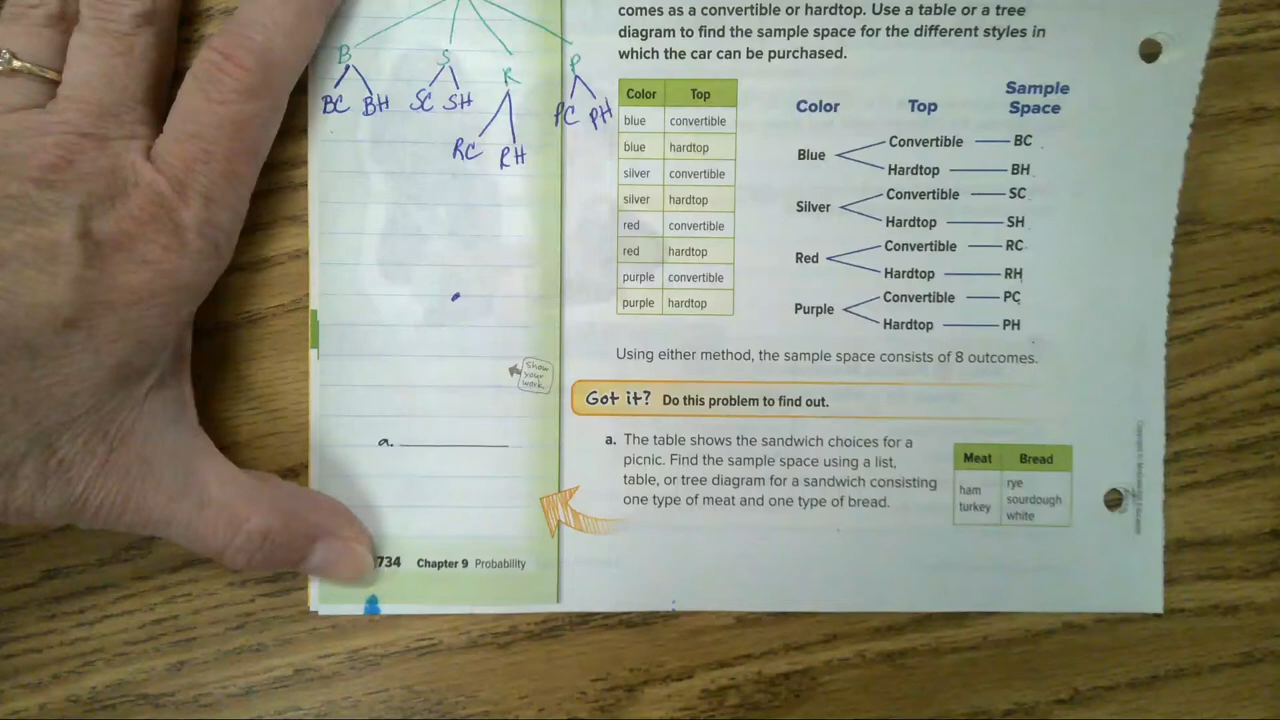 B S R P
BC BH SC SH PC PH
RC RH
show
your
work.
a.
734 Chapter 9 Probability
comes as a convertible or hardtop. Use a table or a tree
diagram to find the sample space for the different styles in
which the car can be purchased.
Color Top
blue convertible
blue hardtop
silver convertible
silver hardtop
red convertible
red hardtop
purple convertible
purple hardtop
Color Top Sample
Space
Blue Convertible BC
Hardtop BH
Silver Convertible SC
Hardtop SH
Red Convertible RC
Hardtop RH
Purple Convertible PC
Hardtop PH
Using either method, the sample space consists of 8 outcomes.
Got it? Do this problem to find out.
a. The table shows the sandwich choices for a
picnic. Find the sample space using a list,
table, or tree diagram for a sandwich consisting
one type of meat and one type of bread.
Meat Bread
ham
turkey
rye
sourdough
white